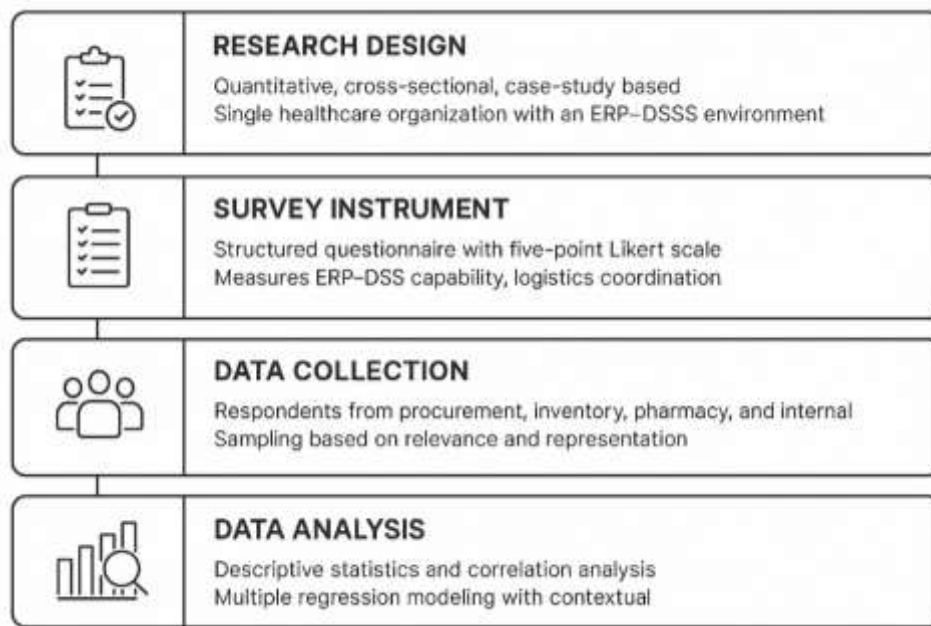 RESEARCH DESIGN
Quantitative, cross-sectional, case-study based
Single healthcare organization with an ERP–DSSS environment
SURVEY INSTRUMENT
Structured questionnaire with five-point Likert scale
Measures ERP–DSS capability, logistics coordination
DATA COLLECTION
Respondents from procurement, inventory, pharmacy, and internal
Sampling based on relevance and representation
DATA ANALYSIS
Descriptive statistics and correlation analysis
Multiple regression modeling with contextual